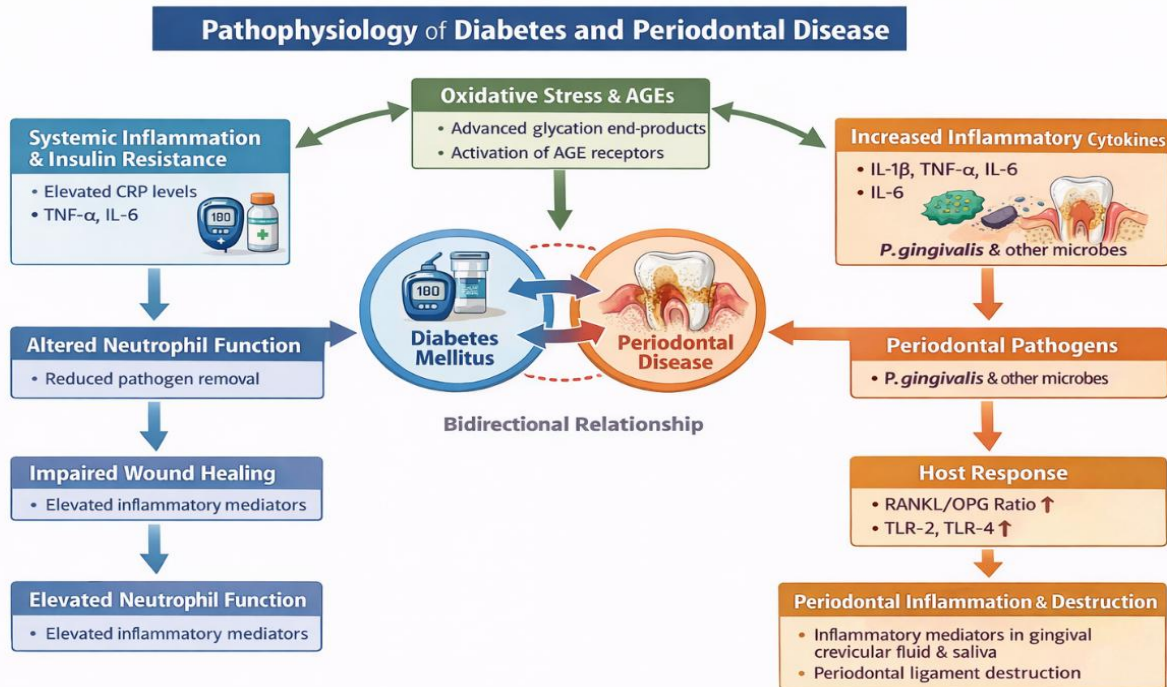 Pathophysiology of Diabetes and Periodontal Disease
Oxidative Stress & AGEs
• Advanced glycation end-products
• Activation of AGE receptors
Systemic Inflammation
& Insulin Resistance
• Elevated CRP levels
• TNF-α, IL-6
180
Increased Inflammatory Cytokines
• IL-1β, TNF-α, IL-6
• IL-6
P.gingivalis & other microbes
180
Diabetes
Mellitus
Periodontal
Disease
Bidirectional Relationship
Altered Neutrophil Function
• Reduced pathogen removal
Impaired Wound Healing
• Elevated inflammatory mediators
Elevated Neutrophil Function
• Elevated inflammatory mediators
Periodontal Pathogens
• P.gingivalis & other microbes
Host Response
• RANKL/OPG Ratio ↑
• TLR-2, TLR-4 ↑
Periodontal Inflammation & Destruction
• Inflammatory mediators in gingival
crevicular fluid & saliva
• Periodontal ligament destruction